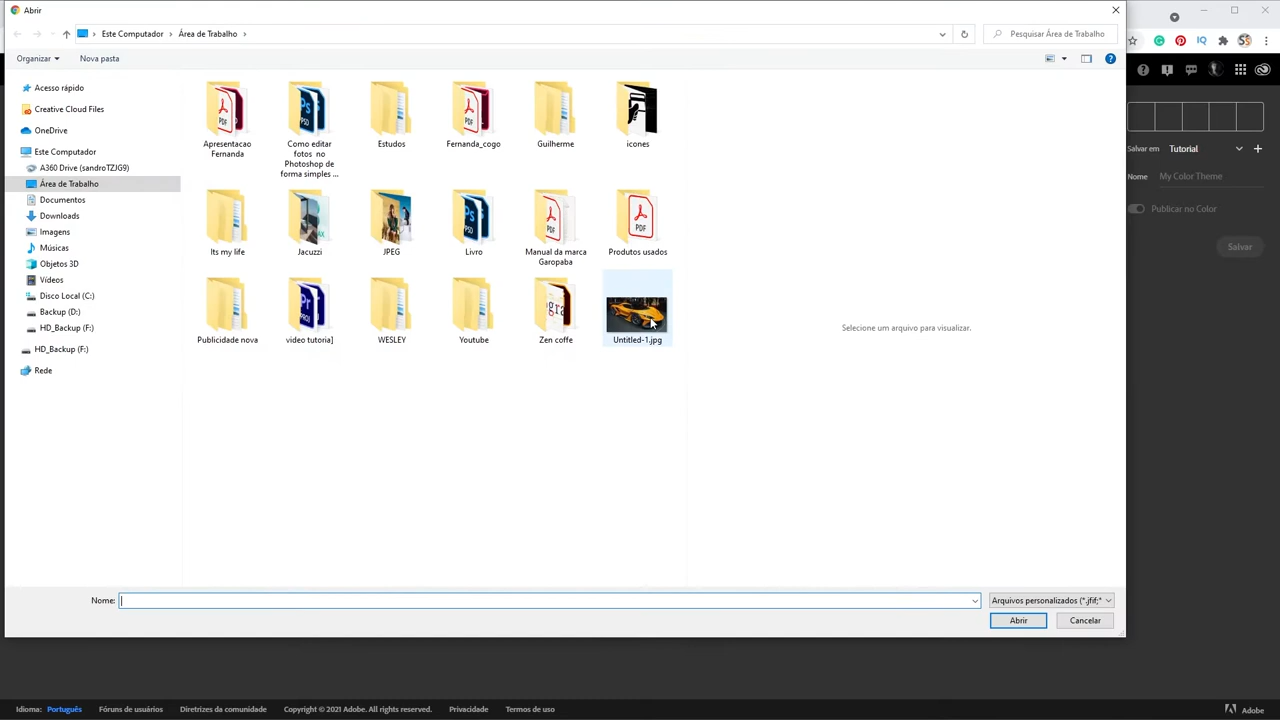 Abrir
Este Computador > Área de Trabalho >
Pesquisar Área de Trabalho
Organizar
Nova pasta
Acesso rápido
Creative Cloud Files
OneDrive
Este Computador
A360 Drive (sandroTZJG9)
Área de Trabalho
Documentos
Downloads
Imagens
Músicas
Objetos 3D
Vídeos
Disco Local (C:)
Backup (D:)
HD_Backup (F:)
HD_Backup (F:)
Rede
Apresentacao
Fernanda
Como editar
fotos no
Photoshop de
forma simples ...
Estudos
Fernanda_cogo
Guilherme
icones
Its my life
Jacuzzi
JPEG
Livro
Manual da marca
Garopaba
Produtos usados
Publicidade nova
video tutoria]
WESLEY
Youtube
Zen coffe
Untitled-1.jpg
Selecione um arquivo para visualizar.
Nome:
Arquivos personalizados (*.jfif;*
Abrir
Cancelar
Salvar em
Tutorial
Nome
My Color Theme
Publicar no Color
Salvar
Idioma: Português
Fóruns de usuários
Diretrizes da comunidade
Copyright © 2021 Adobe. All rights reserved.
Privacidade
Termos de uso
Adobe